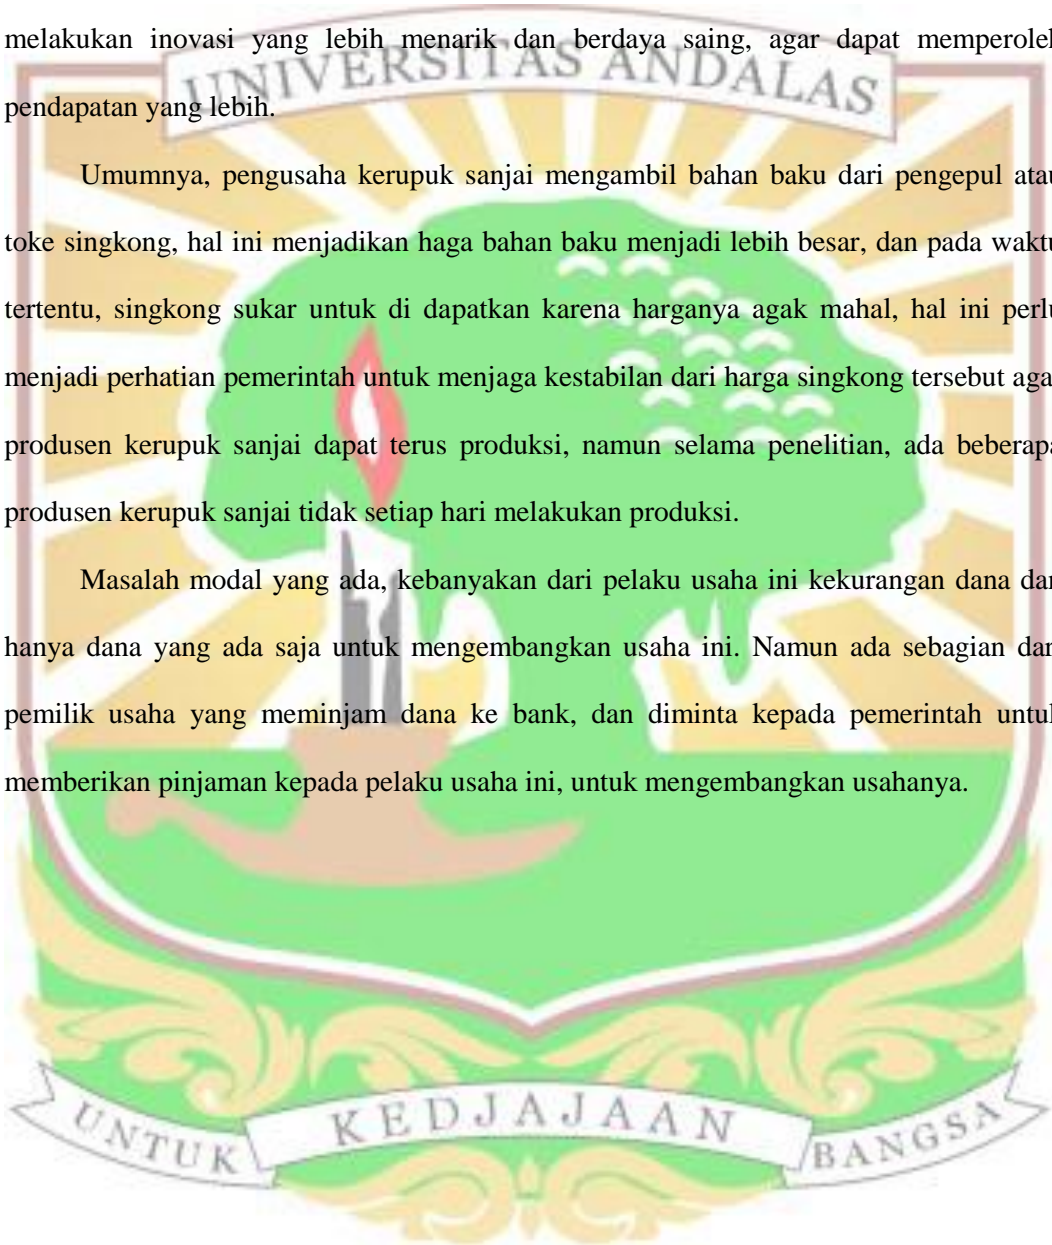 melakukan inovasi yang lebih menarik dan berdaya saing, agar dapat memperoleh
UNIVERSITAS ANDALAS
pendapatan yang lebih.
Umumnya, pengusaha kerupuk sanjai mengambil bahan baku dari pengepul atau
toke singkong, hal ini menjadikan haga bahan baku menjadi lebih besar, dan pada waktu
tertentu, singkong sukar untuk di dapatkan karena harganya agak mahal, hal ini perlu
menjadi perhatian pemerintah untuk menjaga kestabilan dari harga singkong tersebut aga
produsen kerupuk sanjai dapat terus produksi, namun selama penelitian, ada beberapa
produsen kerupuk sanjai tidak setiap hari melakukan produksi.
Masalah modal yang ada, kebanyakan dari pelaku usaha ini kekurangan dana dan
hanya dana yang ada saja untuk mengembangkan usaha ini. Namun ada sebagian dar
pemilik usaha yang meminjam dana ke bank, dan diminta kepada pemerintah untuk
memberikan pinjaman kepada pelaku usaha ini, untuk mengembangkan usahanya.
UNTUK KEDJAJAAN BANGSA